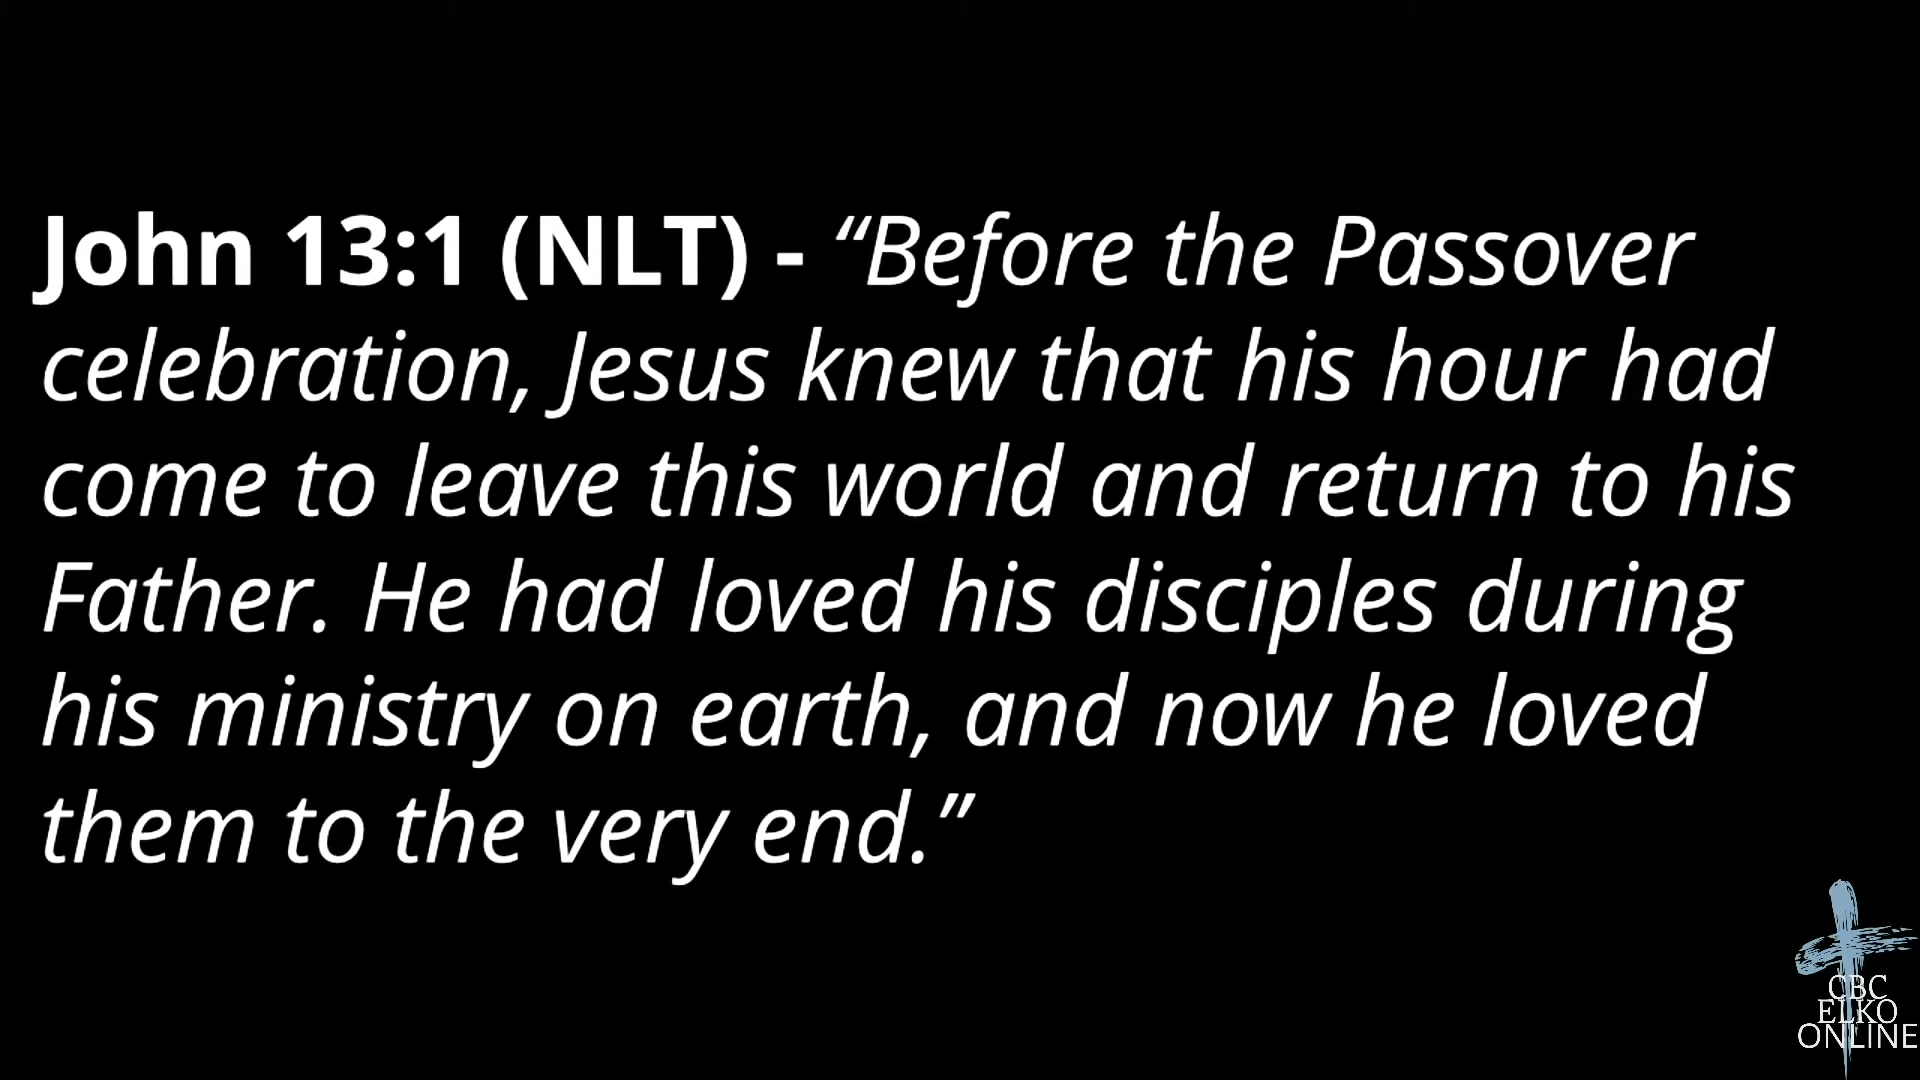 John 13:1 (NLT) - “Before the Passover
celebration, Jesus knew that his hour had
come to leave this world and return to his
Father. He had loved his disciples during
his ministry on earth, and now he loved
them to the very end.”
CBC
ELKO
ONLINE